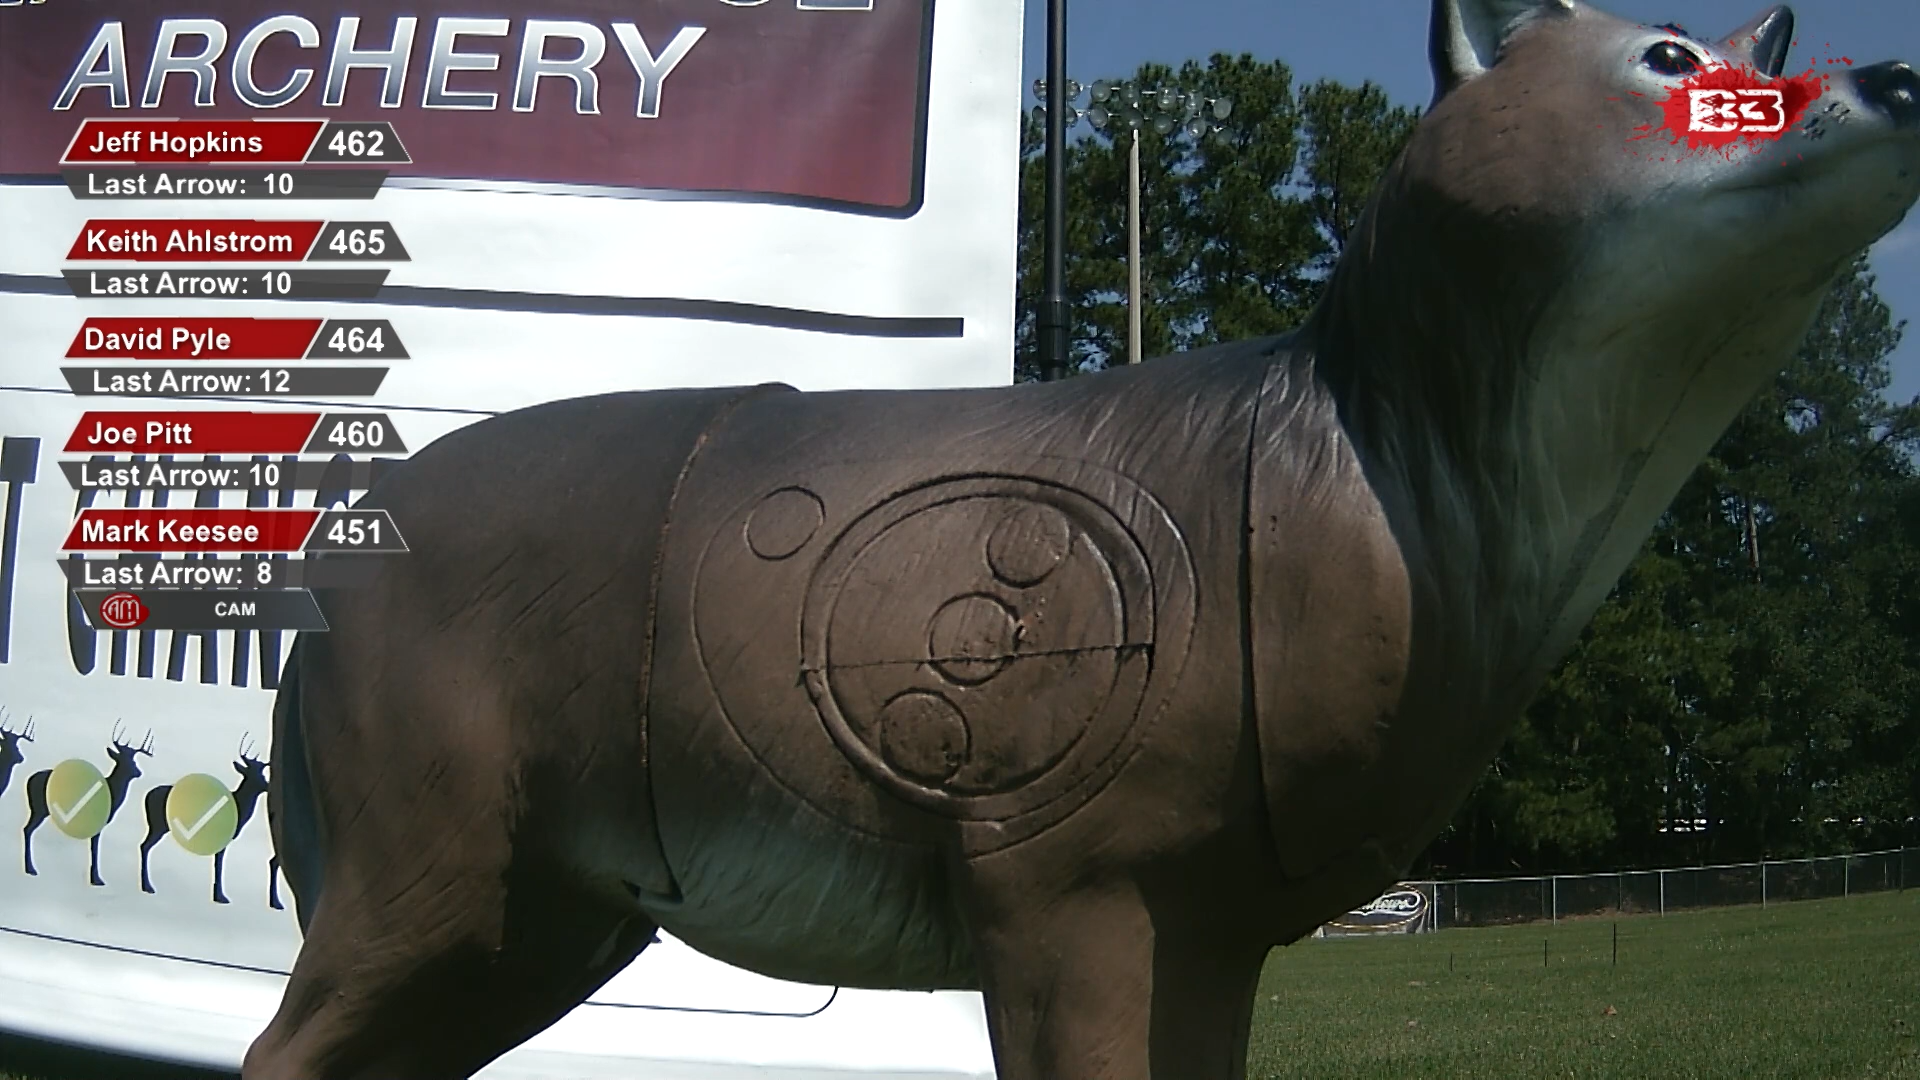 ARCHERY
Jeff Hopkins 462
Last Arrow: 10
Keith Ahlstrom 465
Last Arrow: 10
David Pyle 464
Last Arrow: 12
Joe Pitt 460
Last Arrow: 10
Mark Keesee 451
Last Arrow: 8
CAM CAM
B3